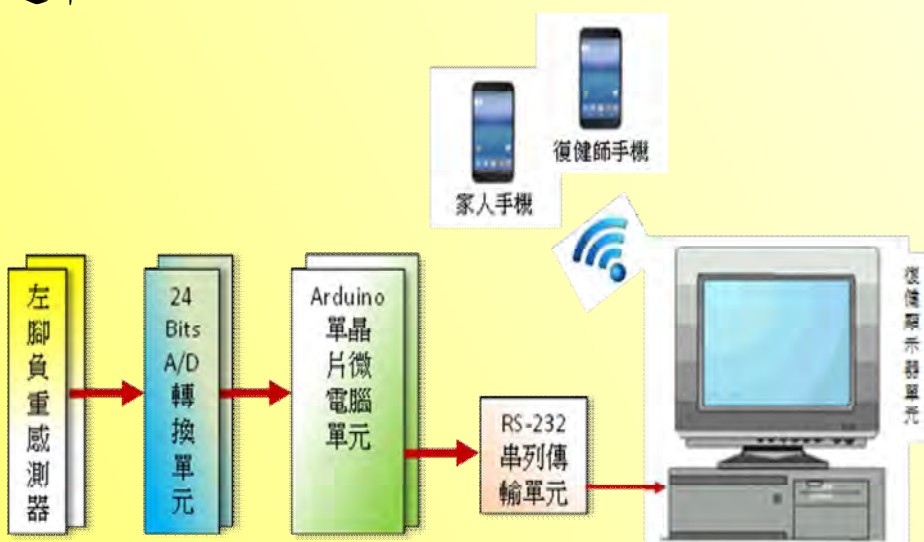 復健師手機
家人手機
左腳負重感測器
24
Bits
A/D
轉換單元
Arduino
單晶
片微
電腦
單元
RS-232
串列傳
輸單元
復健顯示器單元